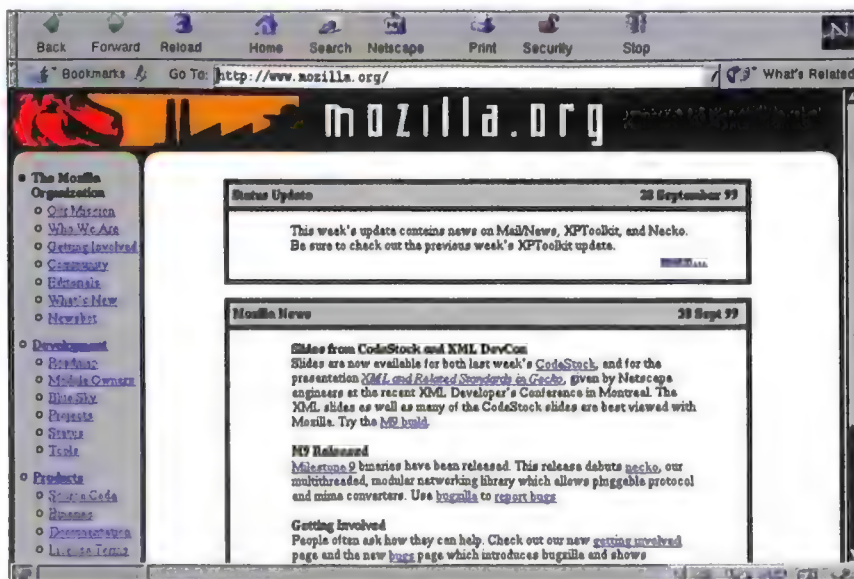 Back Forward Reload Home Search Netscape Print Security Stop
Bookmarks Go To: http://www.mozilla.org/ What's Related
mozilla.org
The Mozilla
Organization
Our Mission
Who We Are
Getting Involved
Community
Editorials
What's New
Newsbot
Development
Roadmap
Module Owners
Blue Sky
Projects
Status
Tools
Products
Source Code
Binaries
Documentation
License Terms
Status Update 28 September 99
This week's update contains news on Mail/News, XPToolkit, and Necko.
Be sure to check out the previous week's XPToolkit update.
Mozilla News 28 Sept 99
Slides from CodeStock and XML DevCon
Slides are now available for both last week's CodeStock, and for the
presentation XML and Related Standards in Gecko, given by Netscape
engineers at the recent XML Developer's Conference in Montreal. The
XML slides as well as many of the CodeStock slides are best viewed with
Mozilla. Try the M9 build.
M9 Released
Milestone 9 binaries have been released. This release debuts necko, our
multithreaded, modular networking library which allows pluggable protocol
and mime converters. Use bugzilla to report bugs
Getting Involved
People often ask how they can help. Check out our new getting involved
page and the new bugs page which introduces bugzilla and shows